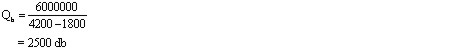 Qₕ = 6000000 / 4200 – 1800
= 2500 db